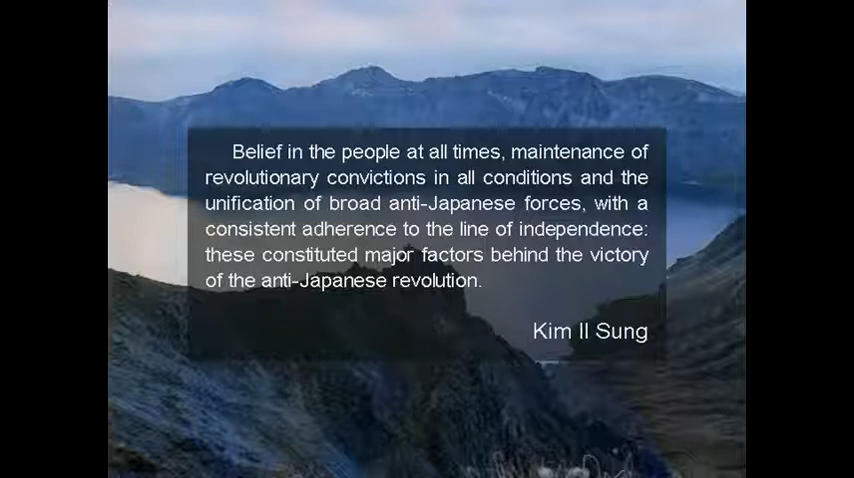 Belief in the people at all times, maintenance of
revolutionary convictions in all conditions and the
unification of broad anti-Japanese forces, with a
consistent adherence to the line of independence:
these constituted major factors behind the victory
of the anti-Japanese revolution.
Kim Il Sung